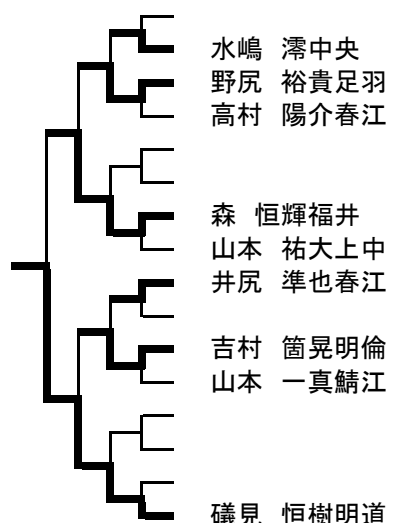 水嶋 澪中央
野尻 裕貴足羽
高村 陽介春江
森 恒輝福井
山本 祐大上中
井尻 準也春江
吉村 箇晃明倫
山本 一真鯖江
礒見 恒樹明道